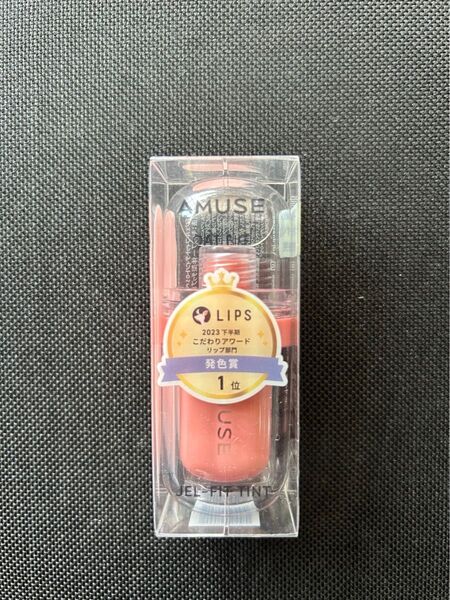 AMUSE
LIPS
2023 下半期
こだわりアワード
リップ部門
発色賞
1位
USE
JEL-FIT TINT